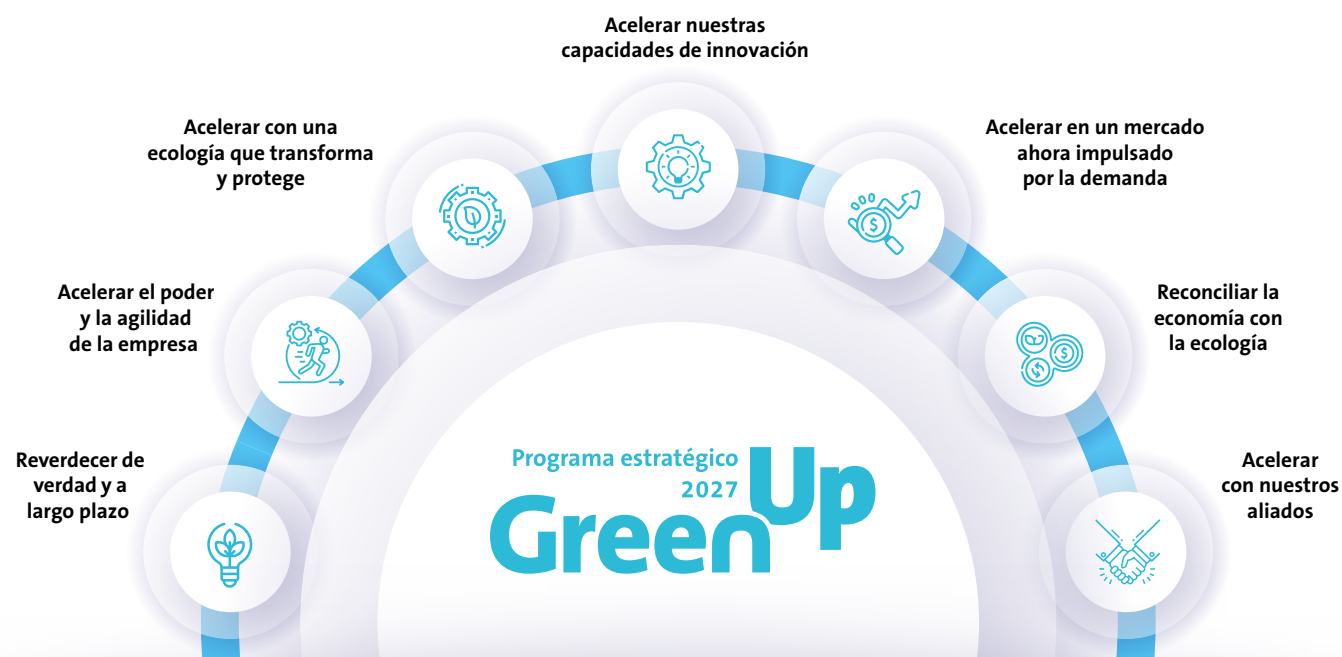 Acelerar nuestras
capacidades de innovación
Acelerar con una
ecología que transforma
y protege
Acelerar en un mercado
ahora impulsado
por la demanda
Acelerar el poder
y la agilidad
de la empresa
Reconciliar la
economía con
la ecología
Reverdecer de
verdad y a
largo plazo
Acelerar
con nuestros
aliados
Programa estratégico
2027
GreenUp